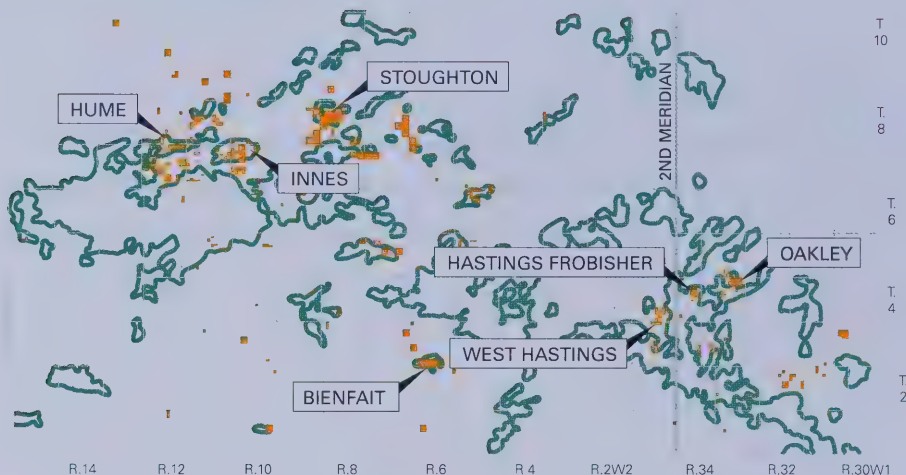 T.
10
STOUGHTON
2ND MERIDIAN
HUME
T.
8
INNES
T.
6
HASTINGS FROBISHER
OAKLEY
T.
4
WEST HASTINGS
BIENFAIT
T.
2
R.14 R.12 R.10 R.8 R.6 R 4 R.2W2 R.34 R.32 R.30W1